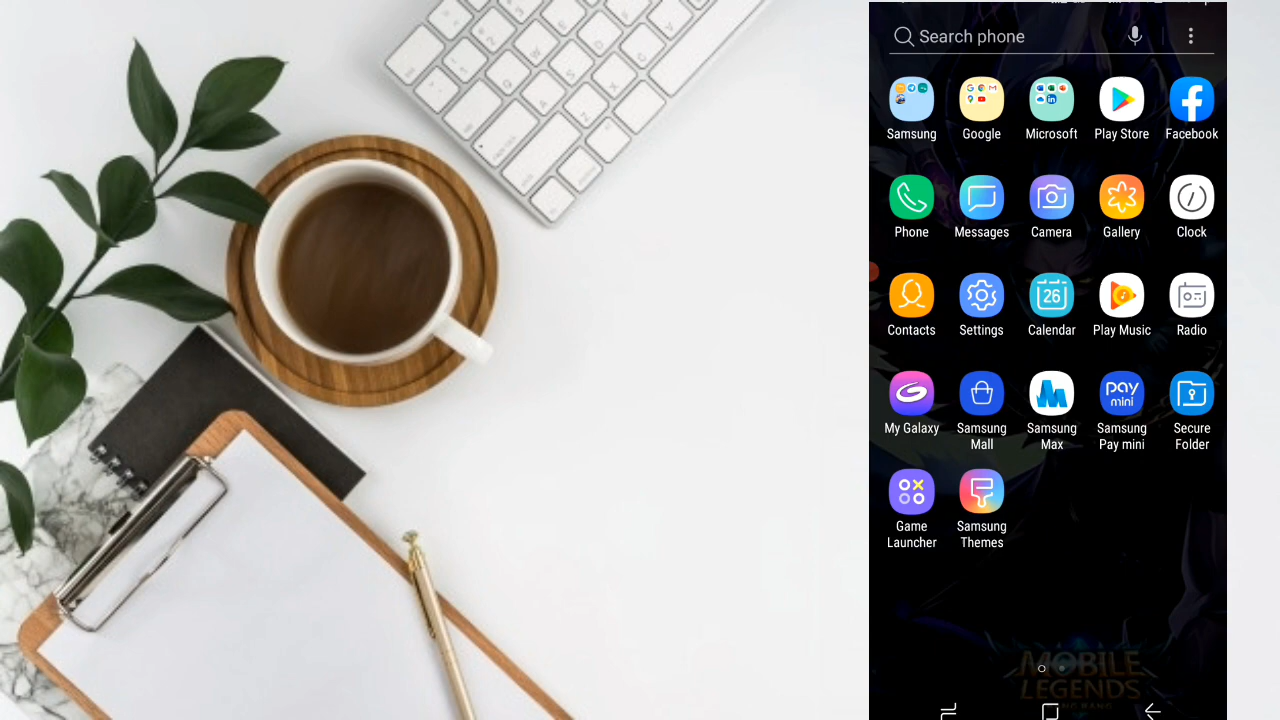 Search phone
Samsung
Google
Microsoft
Play Store
Facebook
Phone
Messages
Camera
Gallery
Clock
Contacts
Settings
26
Calendar
Play Music
Radio
pay
mini
My Galaxy
Samsung
Mall
Samsung
Max
Samsung
Pay mini
Secure
Folder
Game
Launcher
Samsung
Themes
MOBILE
LEGENDS